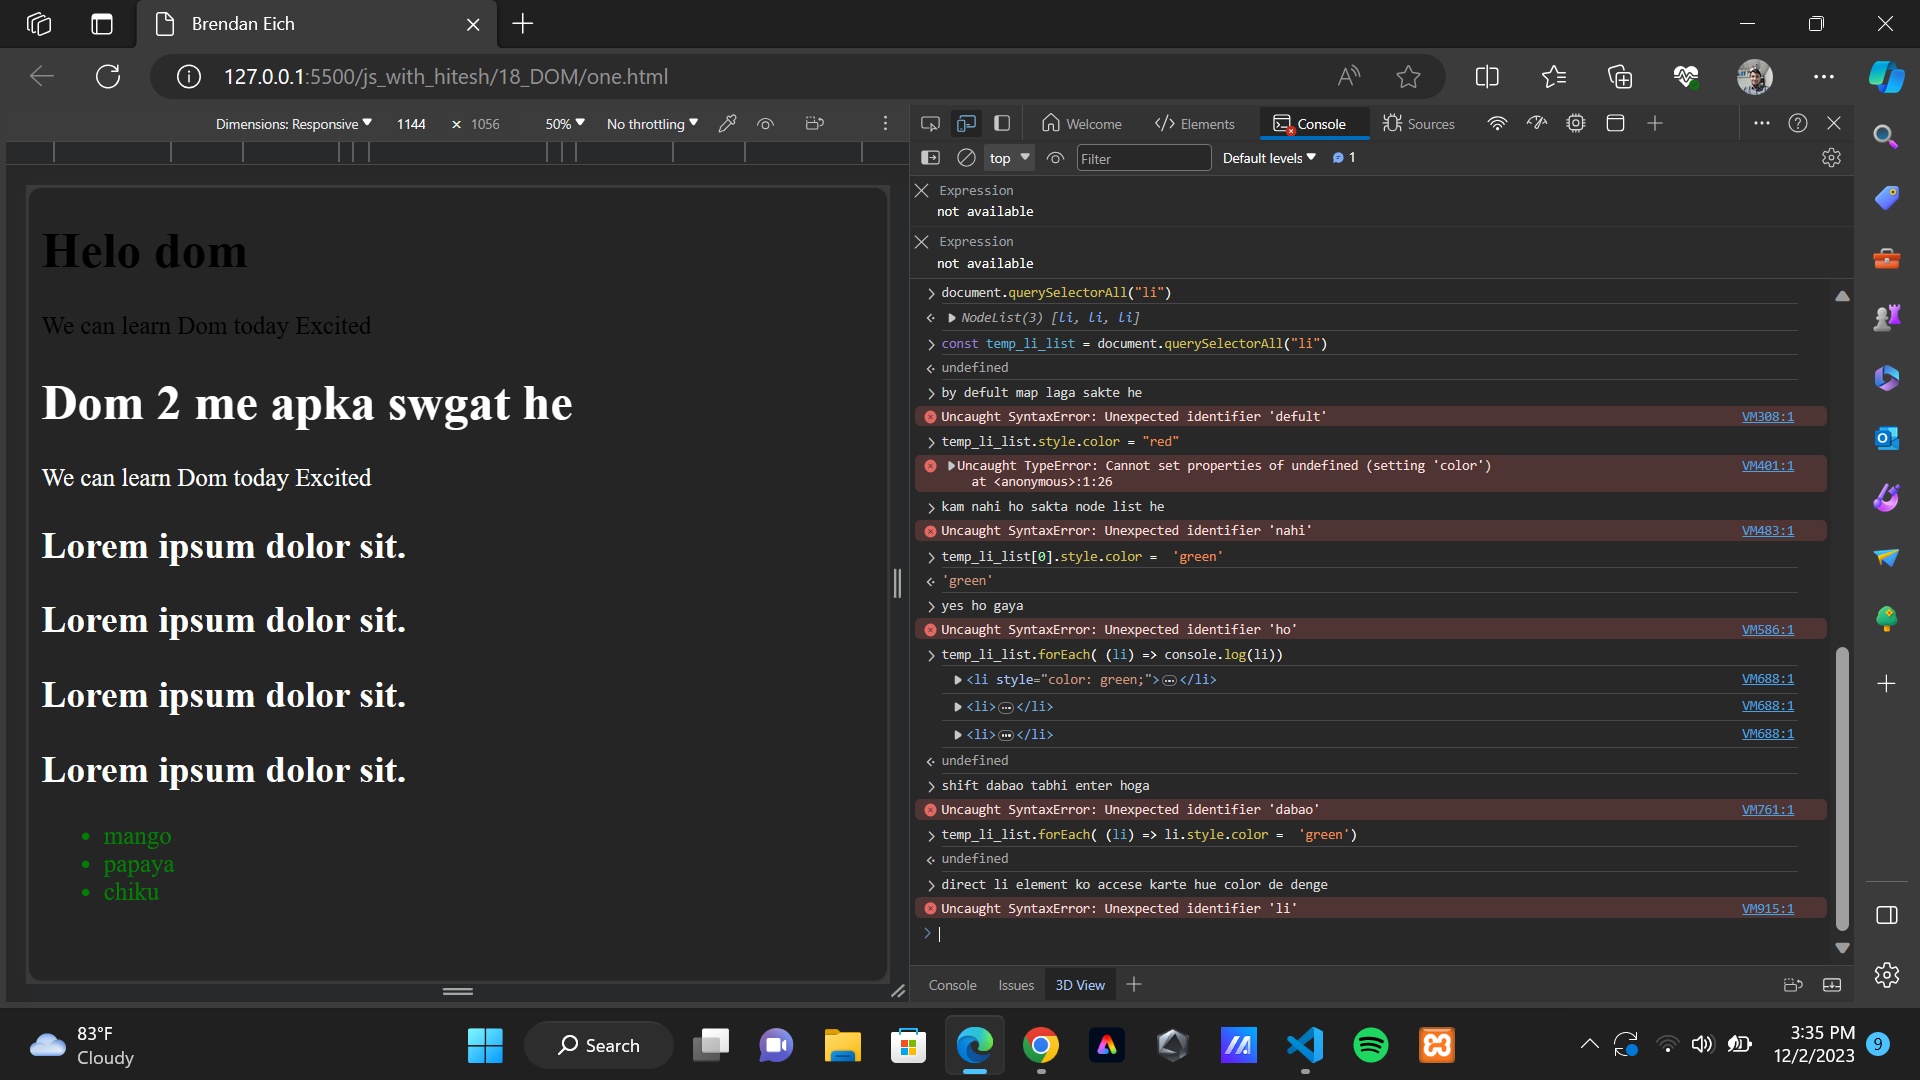 Brendan Eich
127.0.0.1:5500/js_with_hitesh/18_DOM/one.html
Dimensions: Responsive 1144 × 1056 50% No throttling
Welcome Elements Console Sources
top Filter Default levels 1
Helo dom
We can learn Dom today Excited
Dom 2 me apka swgat he
We can learn Dom today Excited
Lorem ipsum dolor sit.
Lorem ipsum dolor sit.
Lorem ipsum dolor sit.
Lorem ipsum dolor sit.
• mango
• papaya
• chiku
Expression
not available
Expression
not available
document.querySelectorAll("li")
NodeList(3) [li, li, li]
const temp_li_list = document.querySelectorAll("li")
undefined
by defult map laga sakte he
Uncaught SyntaxError: Unexpected identifier 'defult' VM308:1
temp_li_list.style.color = "red"
Uncaught TypeError: Cannot set properties of undefined (setting 'color') VM401:1
at <anonymous>:1:26
kam nahi ho sakta node list he
Uncaught SyntaxError: Unexpected identifier 'nahi' VM483:1
temp_li_list[0].style.color = 'green'
'green'
yes ho gaya
Uncaught SyntaxError: Unexpected identifier 'ho' VM586:1
temp_li_list.forEach( (li) => console.log(li))
<li style="color: green;">…</li> VM688:1
<li>…</li> VM688:1
<li>…</li> VM688:1
undefined
shift dabao tabhi enter hoga
Uncaught SyntaxError: Unexpected identifier 'dabao' VM761:1
temp_li_list.forEach( (li) => li.style.color = 'green')
undefined
direct li element ko accese karte hue color de denge
Uncaught SyntaxError: Unexpected identifier 'li' VM915:1
Console Issues 3D View
83°F
Cloudy
Search
3:35 PM
12/2/2023
9